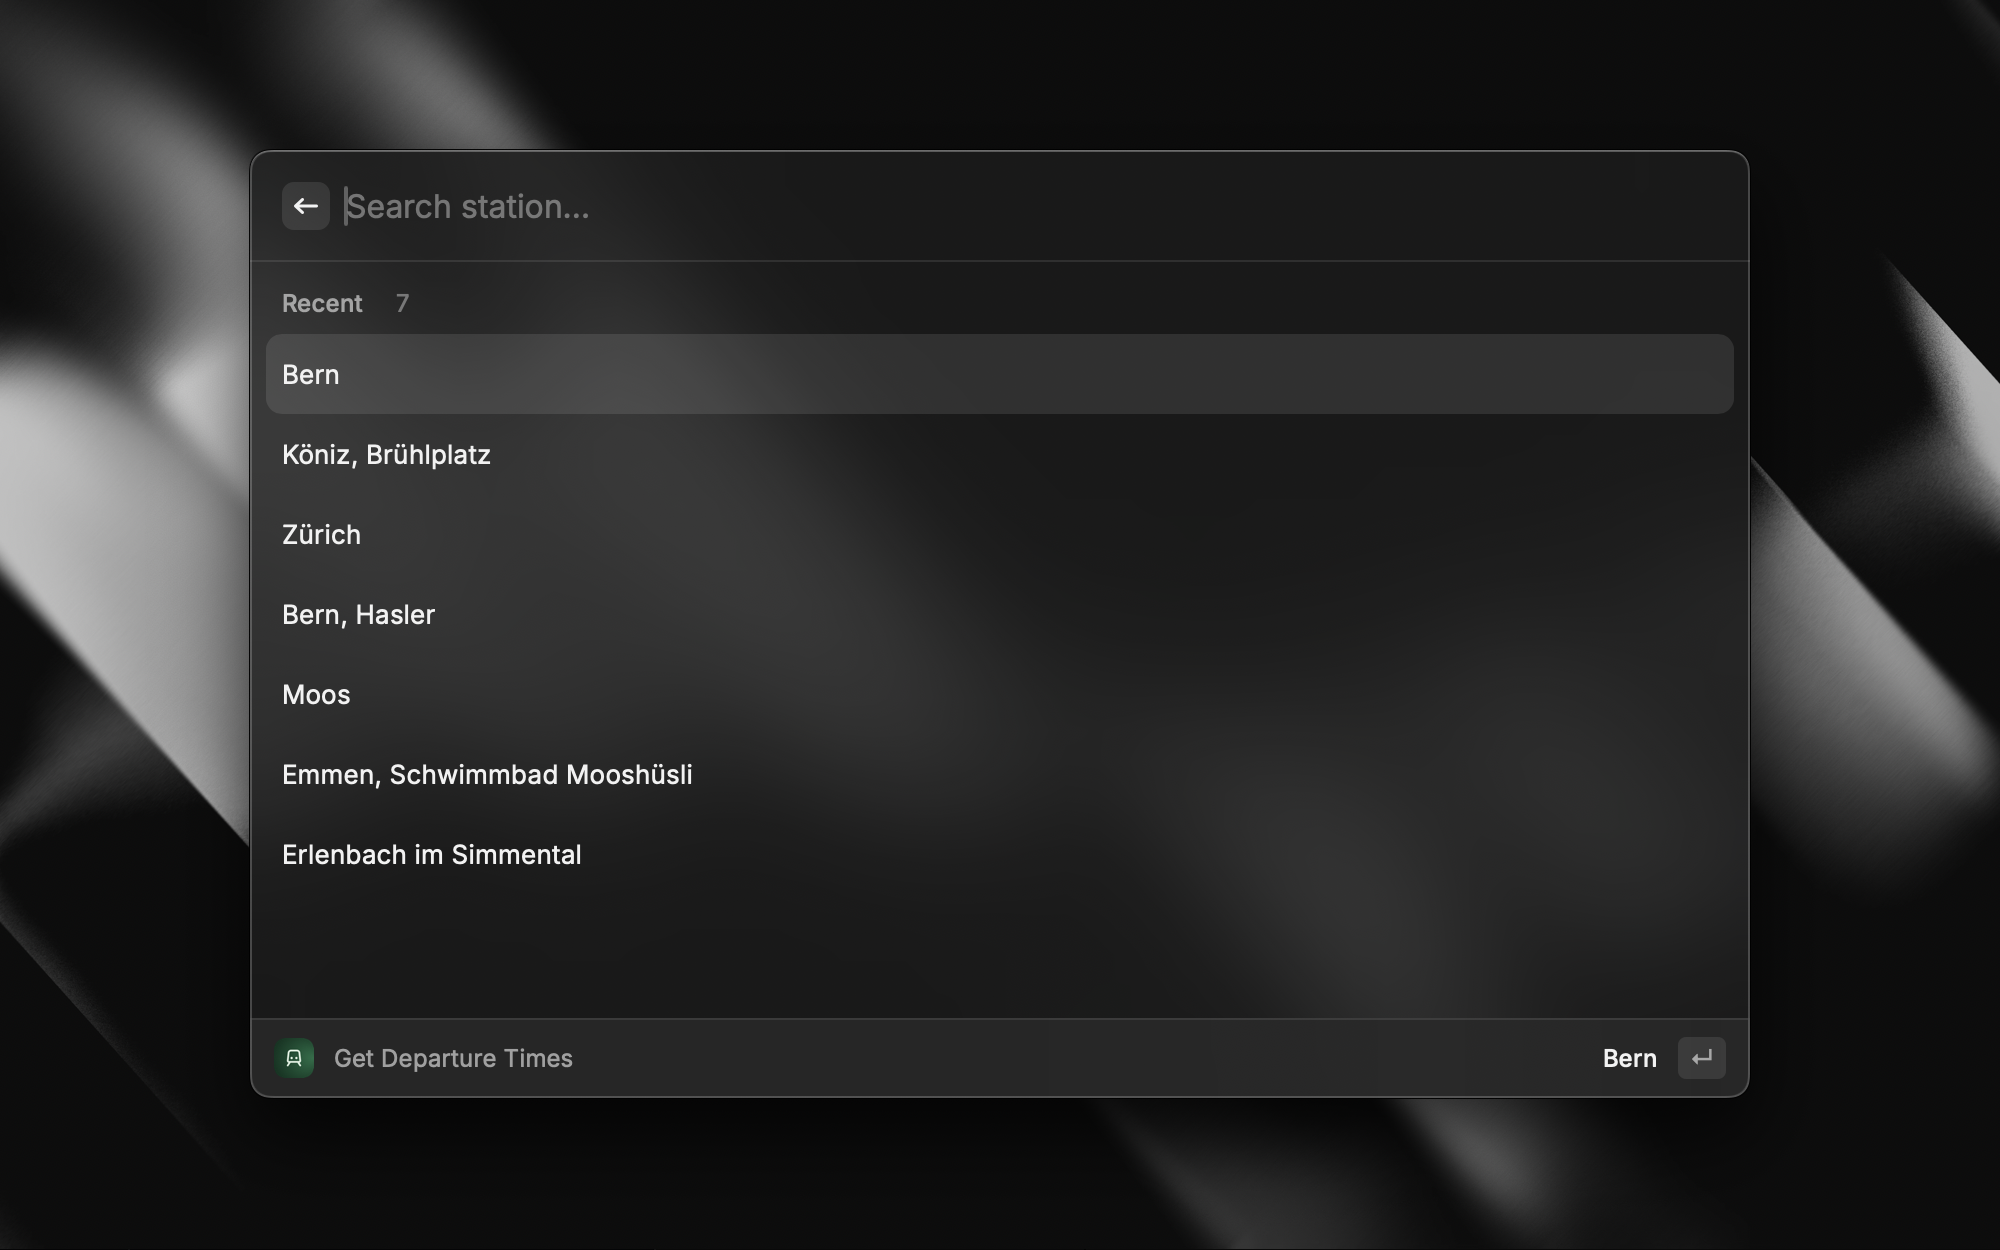 Search station...
Recent 7
Bern
Köniz, Brühlplatz
Zürich
Bern, Hasler
Moos
Emmen, Schwimmbad Mooshüsli
Erlenbach im Simmental
Get Departure Times Bern